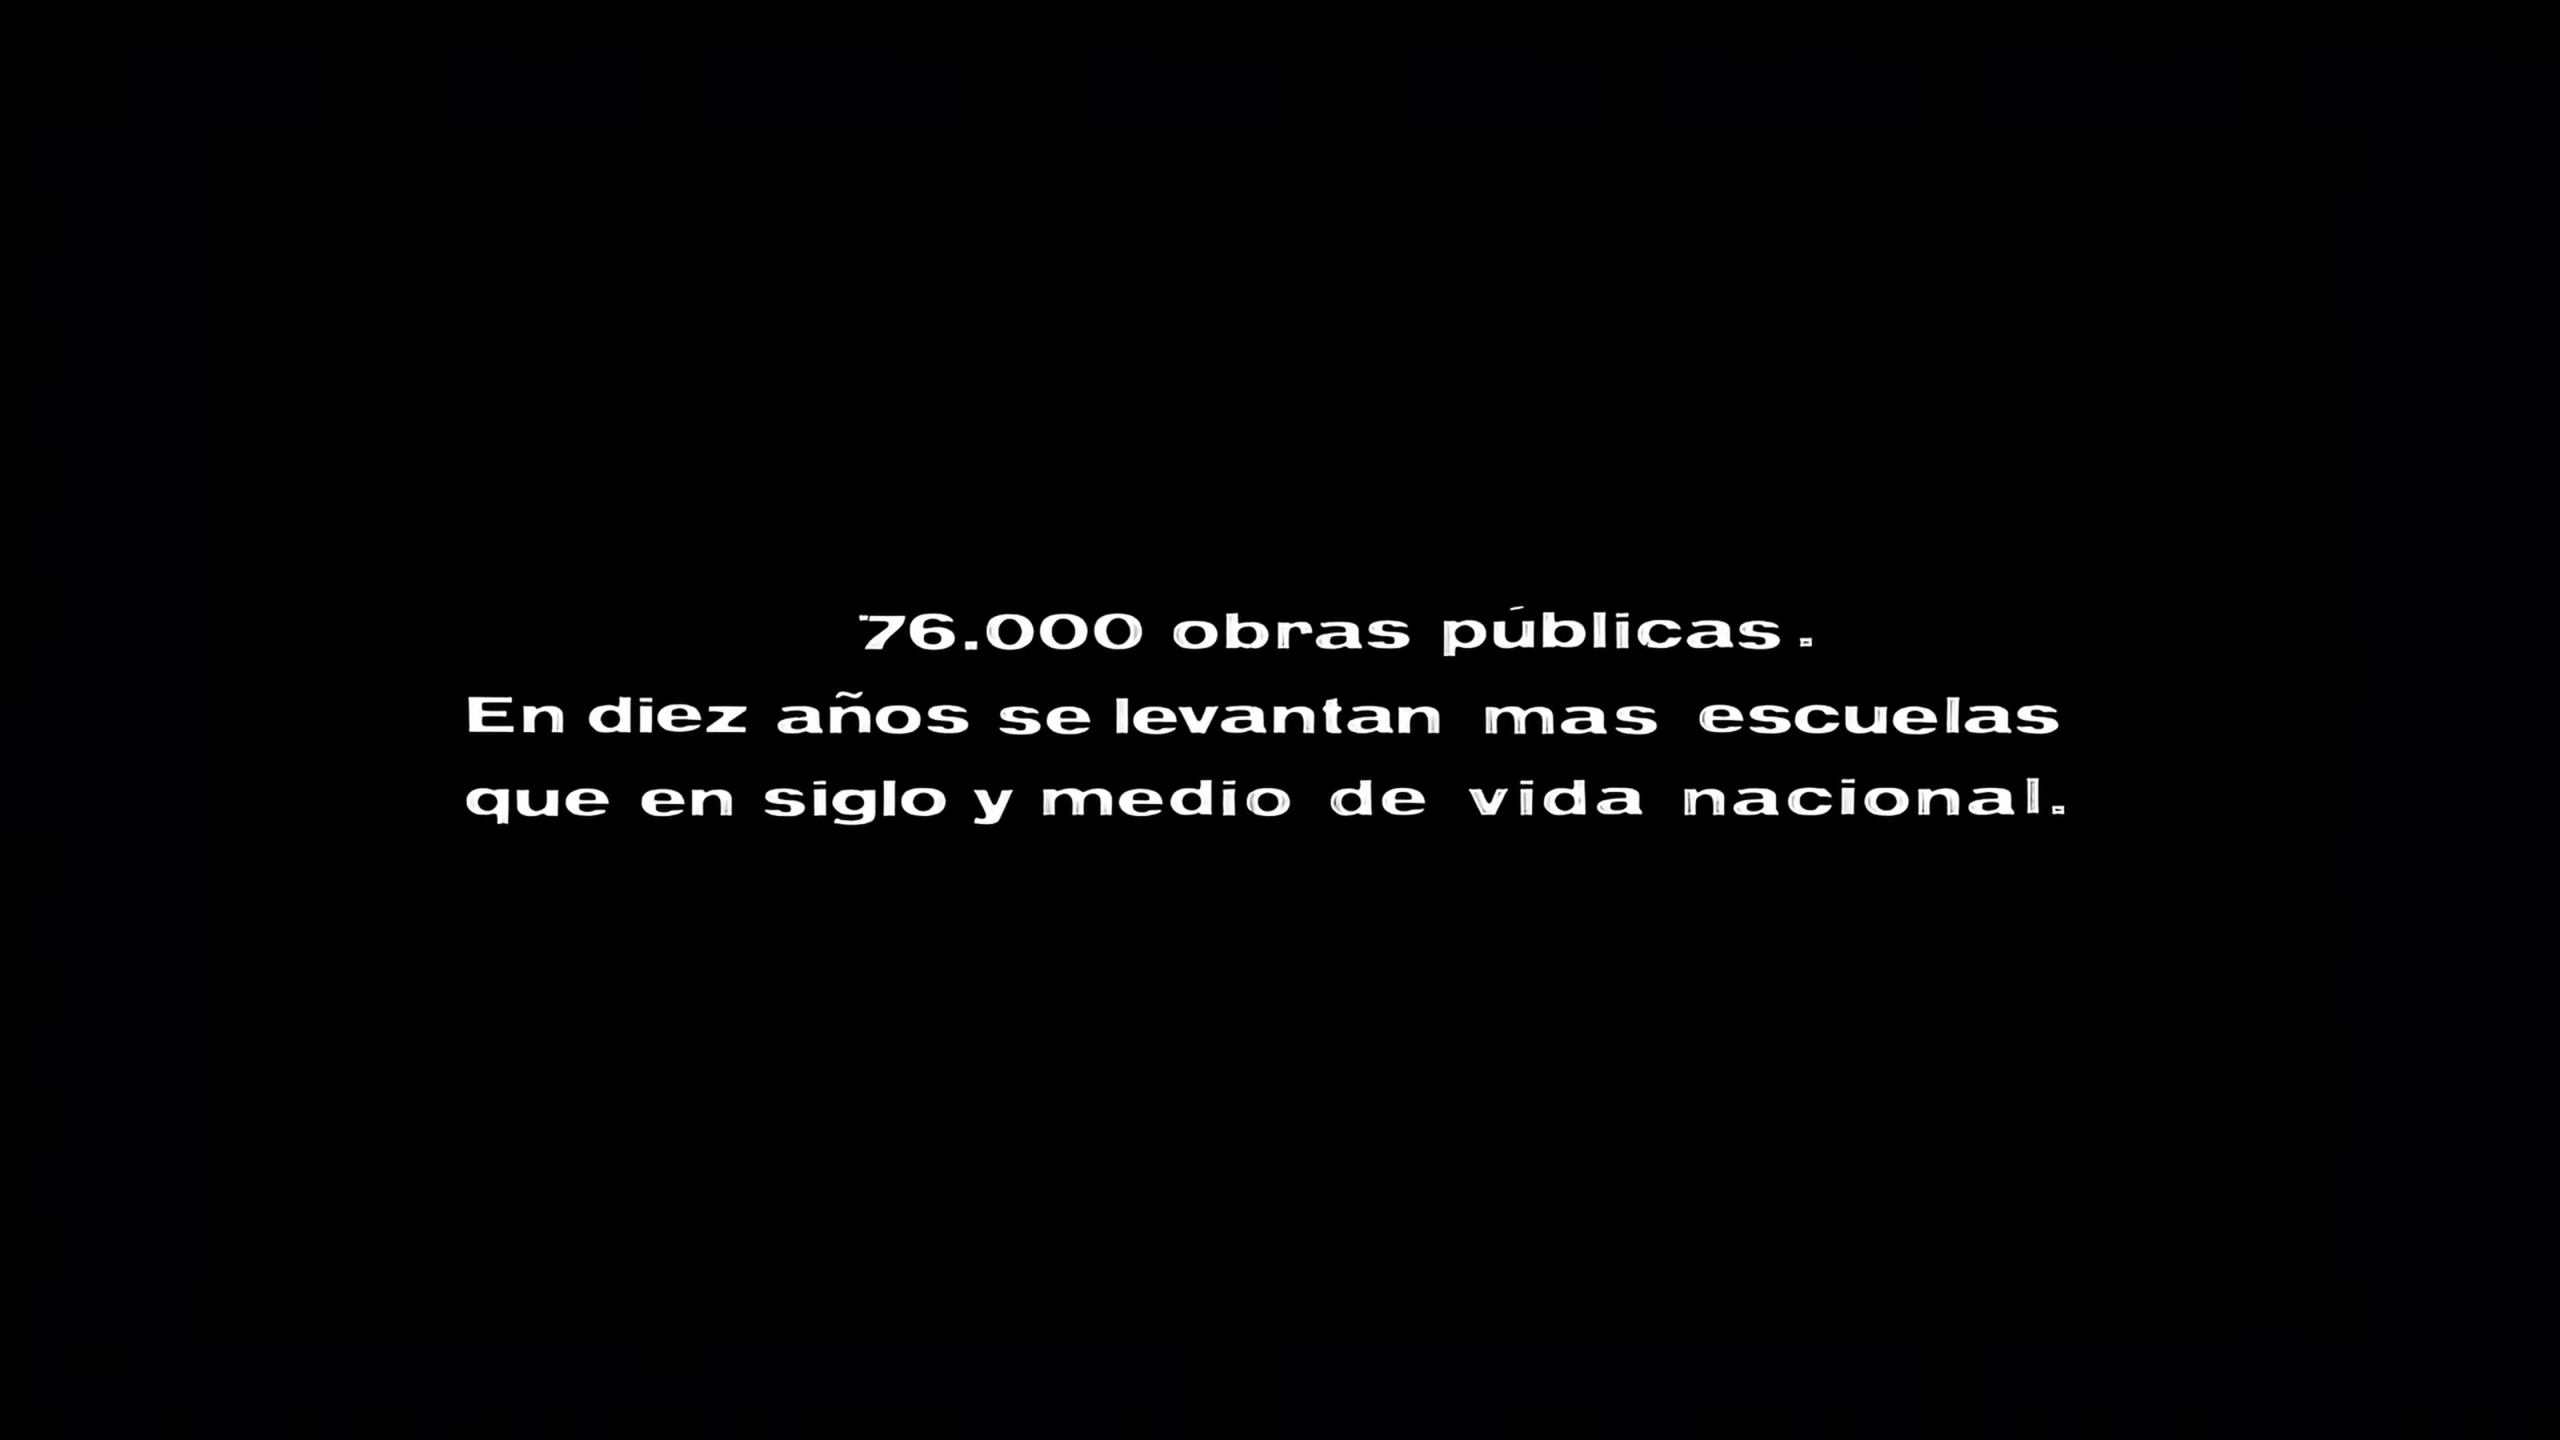 76.000 obras públicas.
En diez años se levantan mas escuelas
que en siglo y medio de vida nacional.